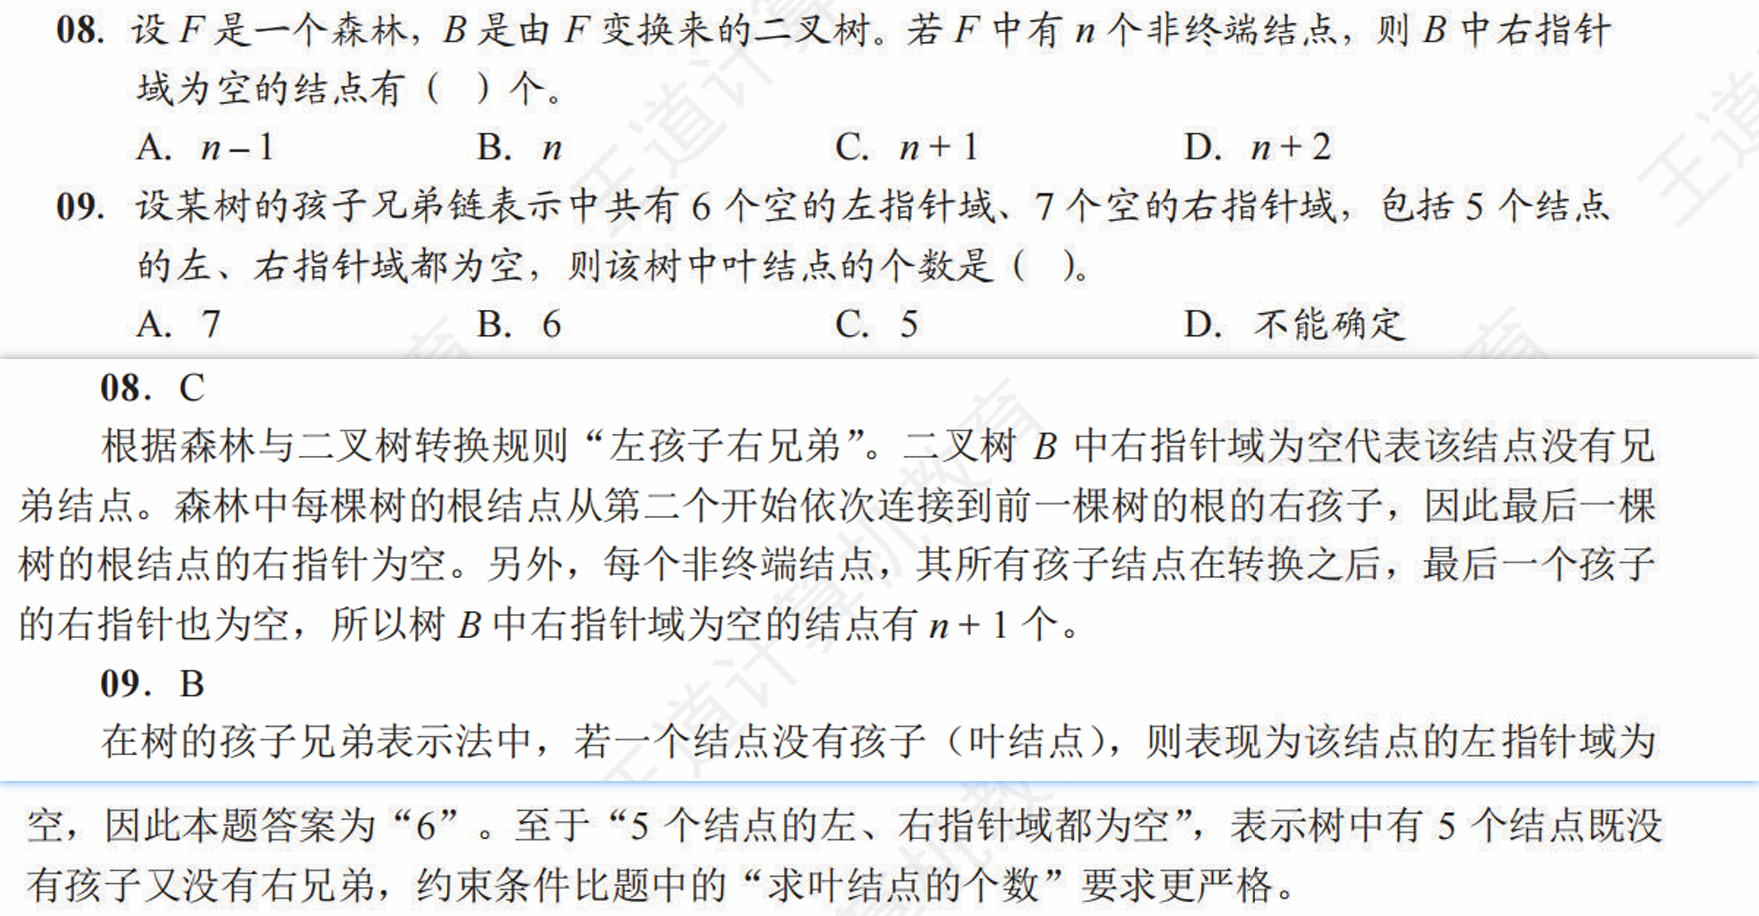 08. 设 F 是一个森林，B 是由 F 变换来的二叉树。若 F 中有 n 个非终端结点，则 B 中右指针
域为空的结点有（ ）个。
A. n－1 B. n C. n＋1 D. n＋2
09. 设某树的孩子兄弟链表示中共有 6 个空的左指针域、7 个空的右指针域，包括 5 个结点
的左、右指针域都为空，则该树中叶结点的个数是（ ）。
A. 7 B. 6 C. 5 D. 不能确定
08. C
根据森林与二叉树转换规则“左孩子右兄弟”。二叉树 B 中右指针域为空代表该结点没有兄
弟结点。森林中每棵树的根结点从第二个开始依次连接到前一棵树的根的右孩子，因此最后一棵
树的根结点的右指针为空。另外，每个非终端结点，其所有孩子结点在转换之后，最后一个孩子
的右指针也为空，所以树 B 中右指针域为空的结点有 n＋1 个。
09. B
在树的孩子兄弟表示法中，若一个结点没有孩子（叶结点），则表现为该结点的左指针域为
空，因此本题答案为“6”。至于“5 个结点的左、右指针域都为空”，表示树中有 5 个结点既没
有孩子又没有右兄弟，约束条件比题中的“求叶结点的个数”要求更严格。
王道计算
王道
育
育
王道计算机教育
机教